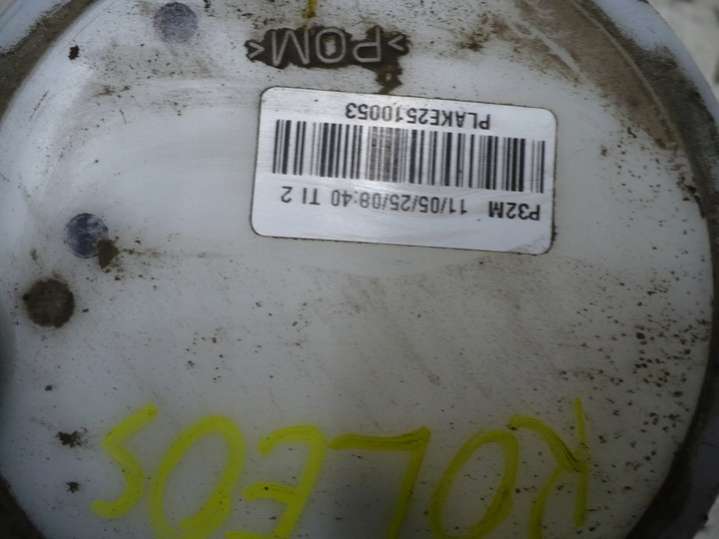 KOLEOS
P32M 11/05/25/08:40 TI 2
PLAKE2510053
>POM<